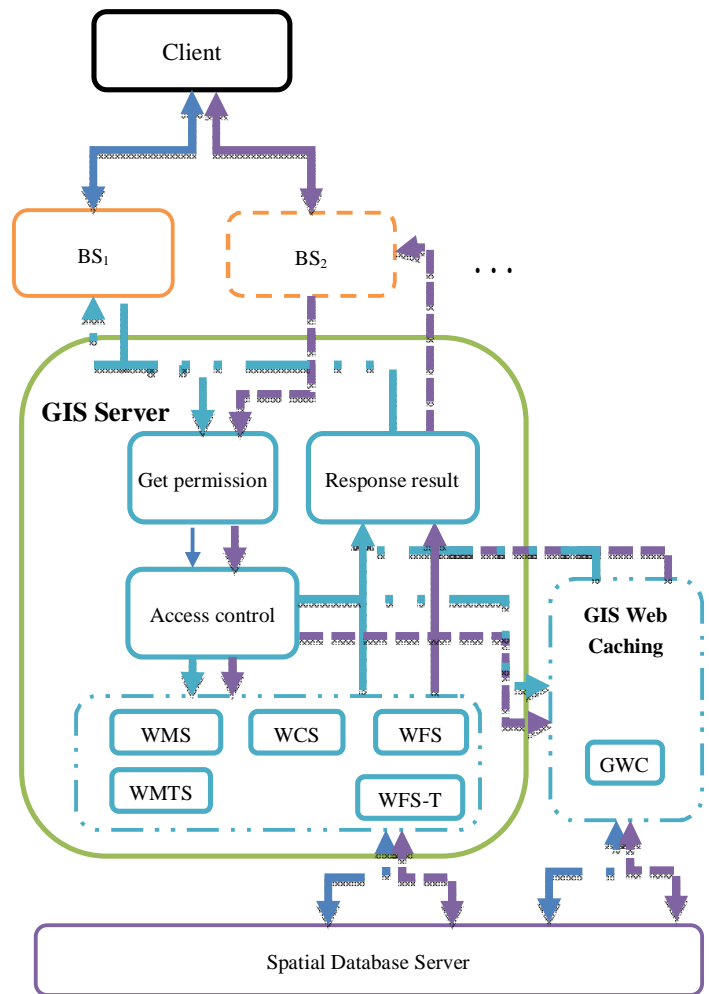 Client
BS₁
BS₂
...
GIS Server
Get permission
Response result
Access control
GIS Web
Caching
WMS
WCS
WFS
GWC
WMTS
WFS-T
Spatial Database Server